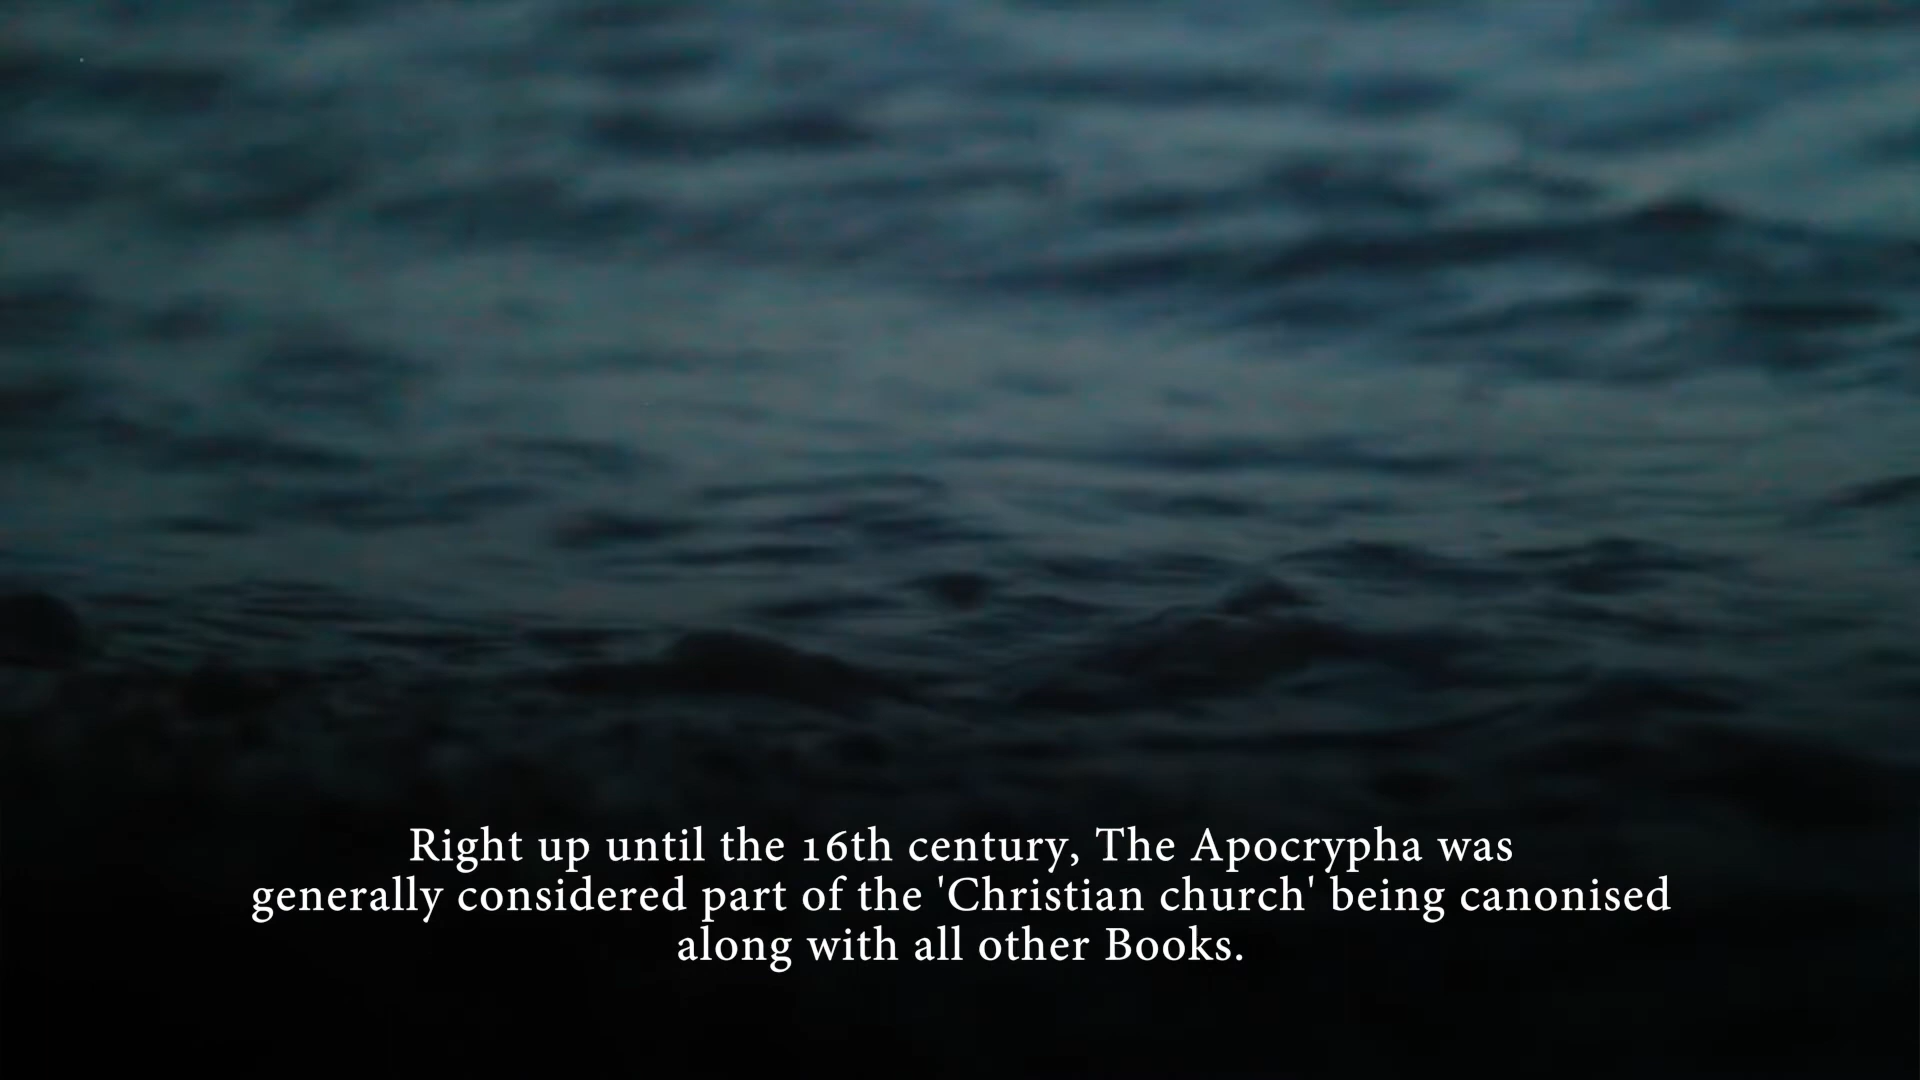 Right up until the 16th century, The Apocrypha was
generally considered part of the 'Christian church' being canonised
along with all other Books.